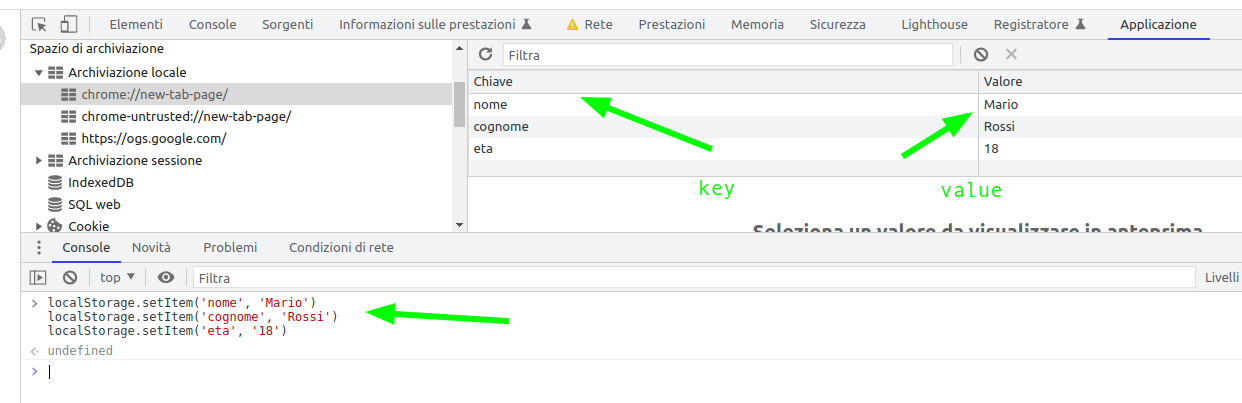 Elementi Console Sorgenti Informazioni sulle prestazioni Rete Prestazioni Memoria Sicurezza Lighthouse Registratore Applicazione
Spazio di archiviazione
Archiviazione locale
chrome://new-tab-page/
chrome-untrusted://new-tab-page/
https://ogs.google.com/
Archiviazione sessione
IndexedDB
SQL web
Cookie
Filtra
Chiave Valore
nome Mario
cognome Rossi
eta 18
key value
Seleziona un valore da visualizzare in anteprima
Console Novità Problemi Condizioni di rete
top Filtra Livelli
> localStorage.setItem('nome', 'Mario')
localStorage.setItem('cognome', 'Rossi')
localStorage.setItem('eta', '18')
undefined
>